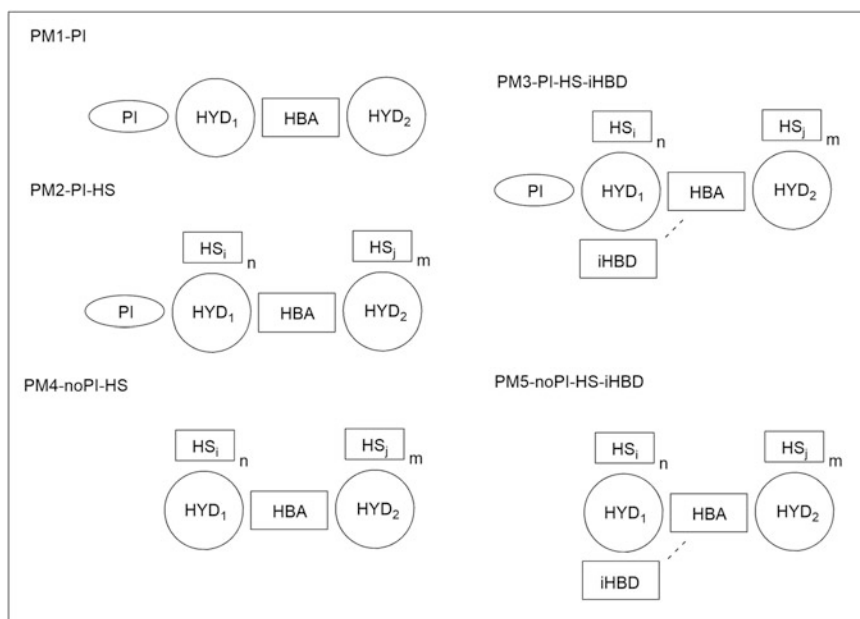 PM1-PI
PI HYD₁ HBA HYD₂
PM2-PI-HS
HSᵢ n HSⱼ m
PI HYD₁ HBA HYD₂
PM4-noPI-HS
HSᵢ n HSⱼ m
HYD₁ HBA HYD₂
PM3-PI-HS-iHBD
HSᵢ n HSⱼ m
PI HYD₁ HBA HYD₂
iHBD
PM5-noPI-HS-iHBD
HSᵢ n HSⱼ m
HYD₁ HBA HYD₂
iHBD